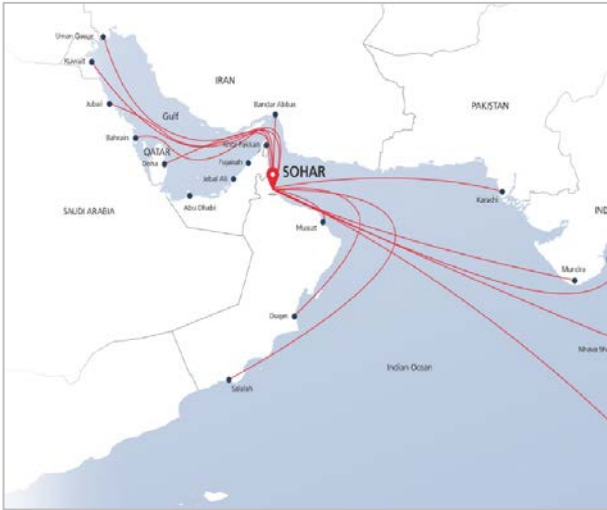 Umm Qasr
Kuwait
IRAN
Jubail
Gulf
Bandar Abbas
PAKISTAN
Bahrain
QATAR
Doha
Fujairah
SOHAR
Jebel Ali
Abu Dhabi
SAUDI ARABIA
Karachi
Muscat
Mundra
Duqm
Indian Ocean
Salalah